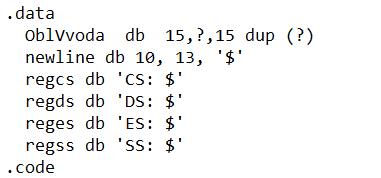 .data
OblVvoda db 15,?,15 dup (?)
newline db 10, 13, '$'
regcs db 'CS: $'
regds db 'DS: $'
reges db 'ES: $'
regss db 'SS: $'
.code